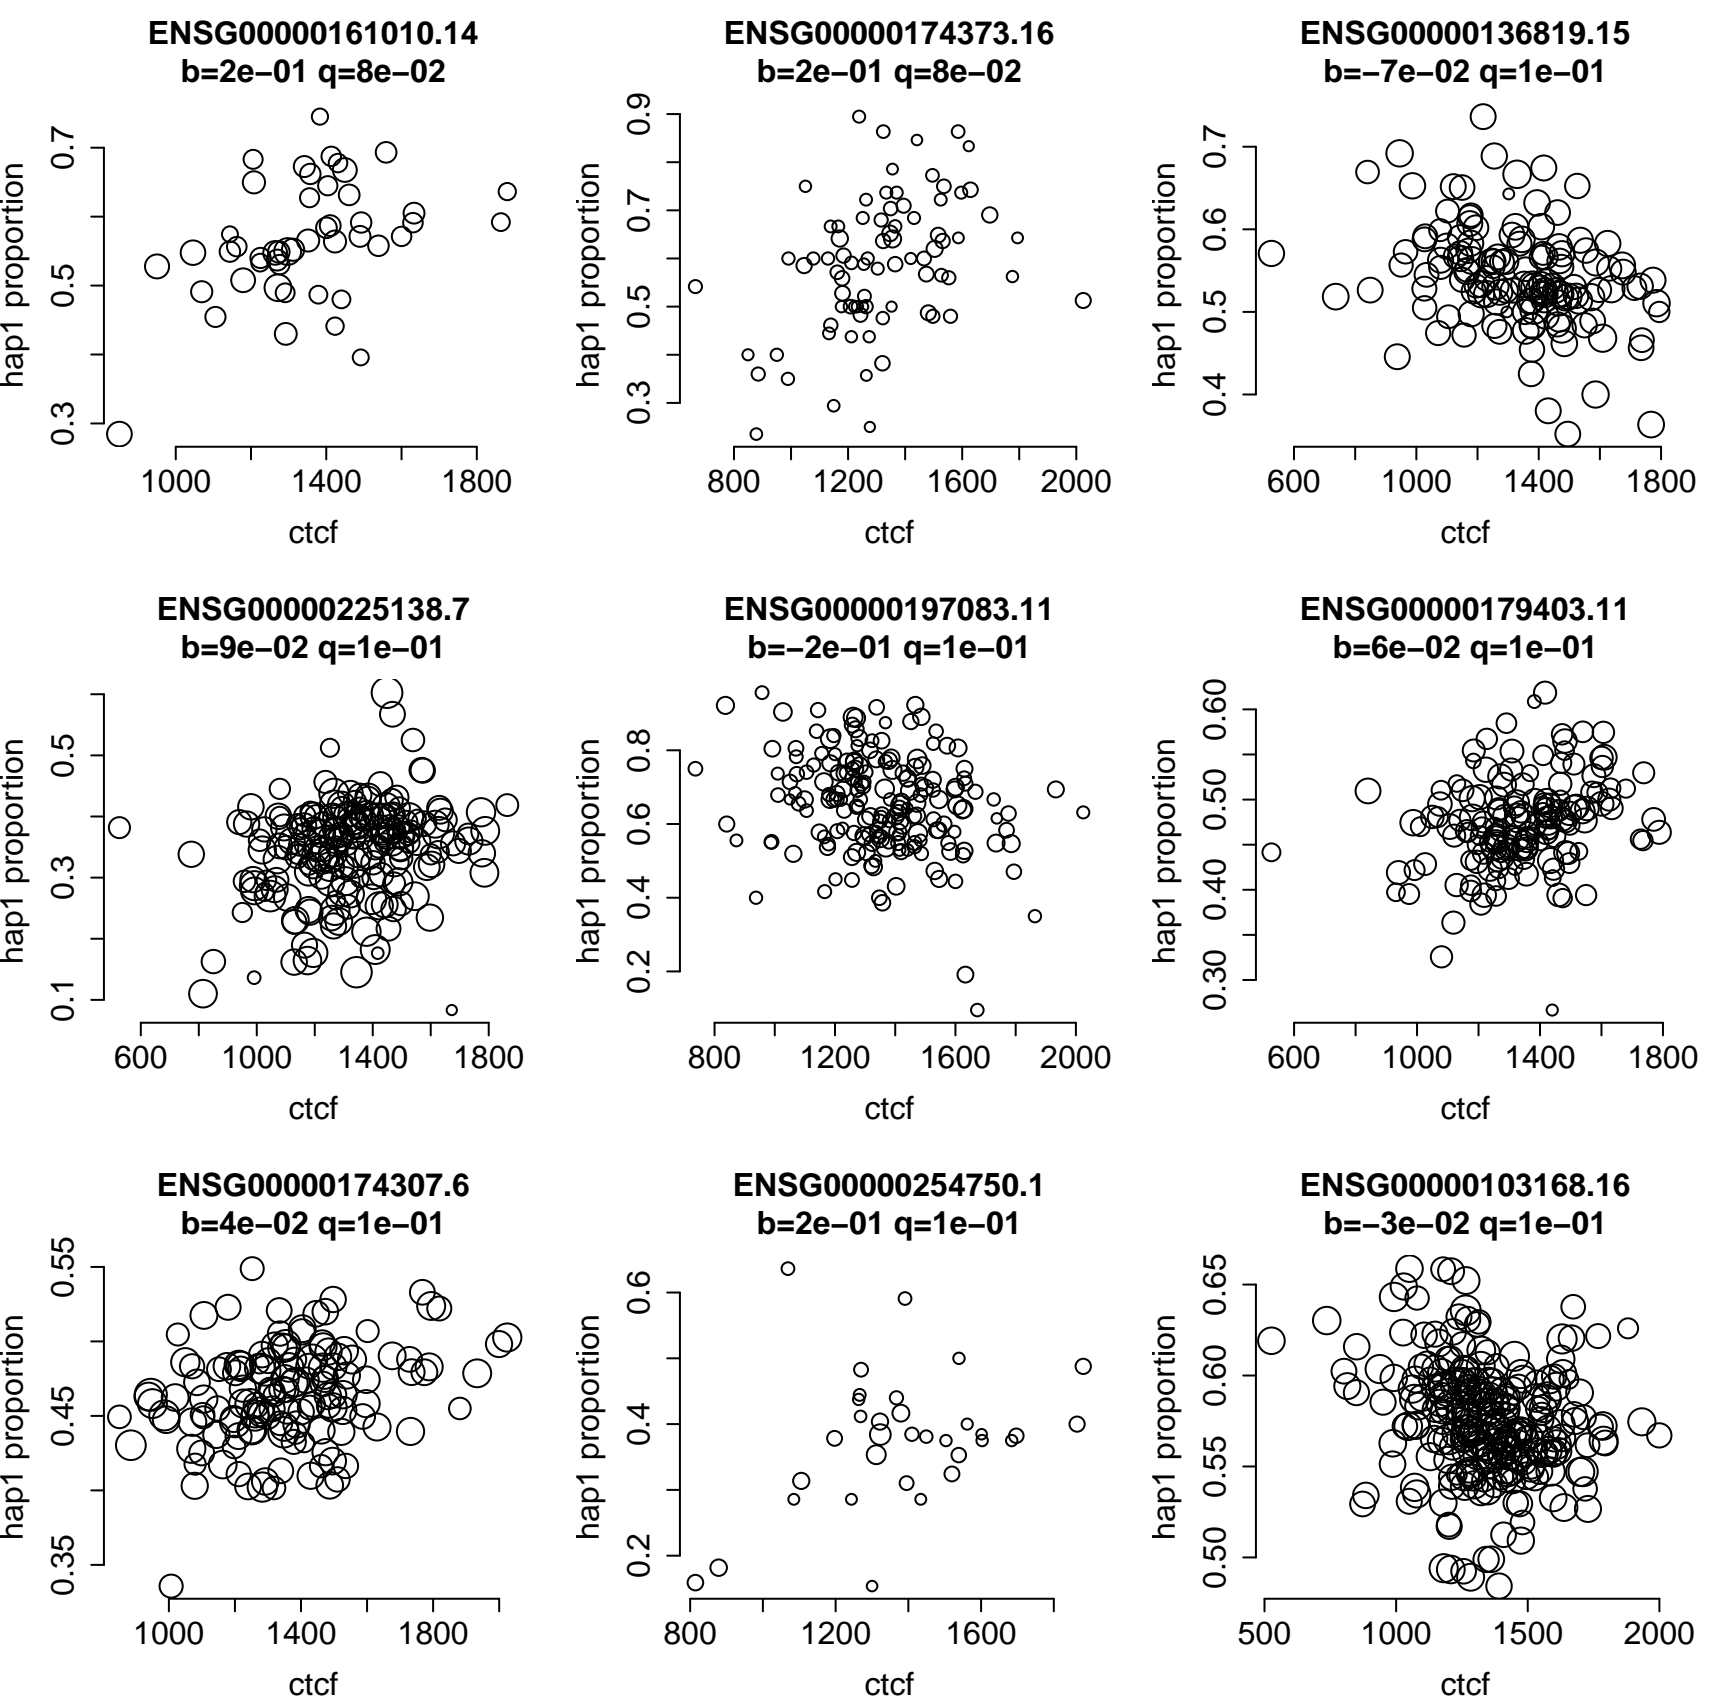 ENSG00000161010.14
b=2e−01 q=8e−02
hap1 proportion
0.3 0.5 0.7
1000 1400 1800
ctcf
ENSG00000174373.16
b=2e−01 q=8e−02
hap1 proportion
0.3 0.5 0.7 0.9
800 1200 1600 2000
ctcf
ENSG00000136819.15
b=−7e−02 q=1e−01
hap1 proportion
0.4 0.5 0.6 0.7
600 1000 1400 1800
ctcf
ENSG00000225138.7
b=9e−02 q=1e−01
hap1 proportion
0.1 0.3 0.5
600 1000 1400 1800
ctcf
ENSG00000197083.11
b=−2e−01 q=1e−01
hap1 proportion
0.2 0.4 0.6 0.8
800 1200 1600 2000
ctcf
ENSG00000179403.11
b=6e−02 q=1e−01
hap1 proportion
0.30 0.40 0.50 0.60
600 1000 1400 1800
ctcf
ENSG00000174307.6
b=4e−02 q=1e−01
hap1 proportion
0.35 0.45 0.55
1000 1400 1800
ctcf
ENSG00000254750.1
b=2e−01 q=1e−01
hap1 proportion
0.2 0.4 0.6
800 1200 1600
ctcf
ENSG00000103168.16
b=−3e−02 q=1e−01
hap1 proportion
0.50 0.55 0.60 0.65
500 1000 1500 2000
ctcf